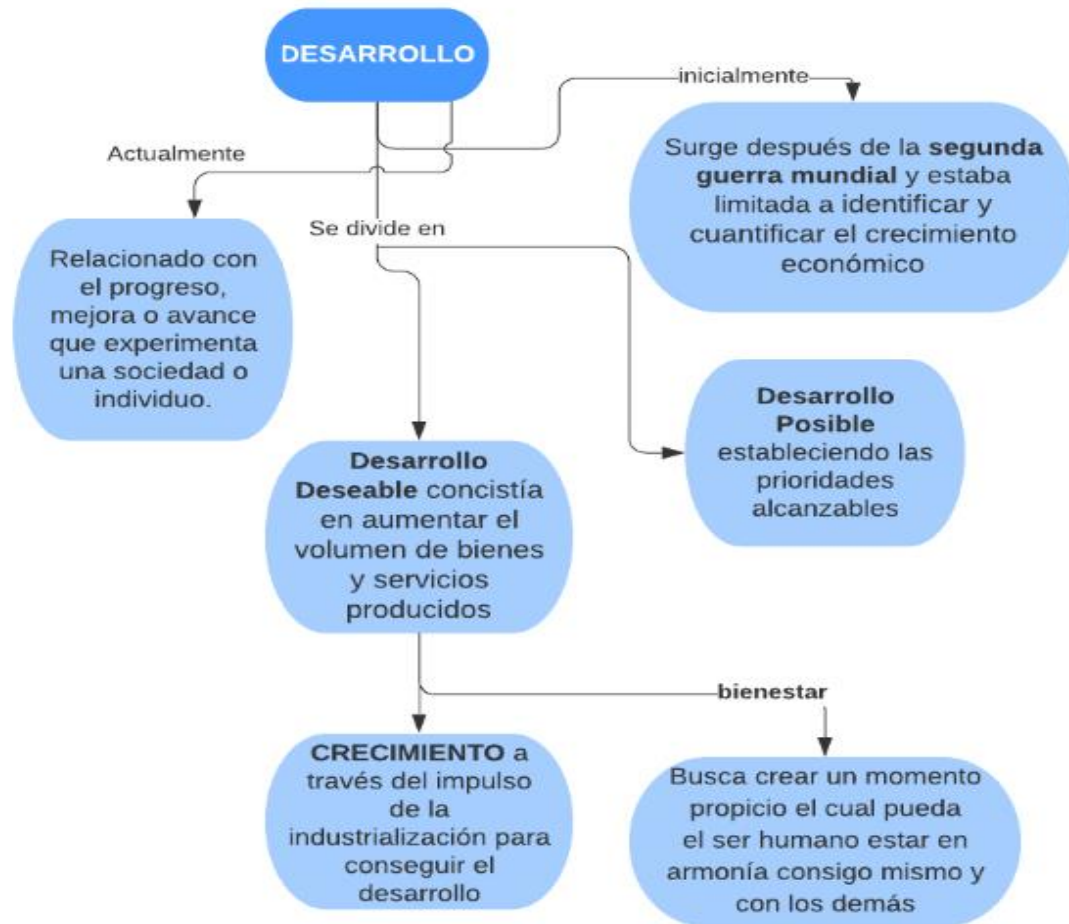 DESARROLLO
inicialmente
Actualmente
Surge después de la segunda
guerra mundial y estaba
limitada a identificar y
cuantificar el crecimiento
económico
Se divide en
Relacionado con
el progreso,
mejora o avance
que experimenta
una sociedad o
individuo.
Desarrollo
Posible
estableciendo las
prioridades
alcanzables
Desarrollo
Deseable concistía
en aumentar el
volumen de bienes
y servicios
producidos
bienestar
CRECIMIENTO a
través del impulso
de la
industrialización para
conseguir el
desarrollo
Busca crear un momento
propicio el cual pueda
el ser humano estar en
armonía consigo mismo y
con los demás